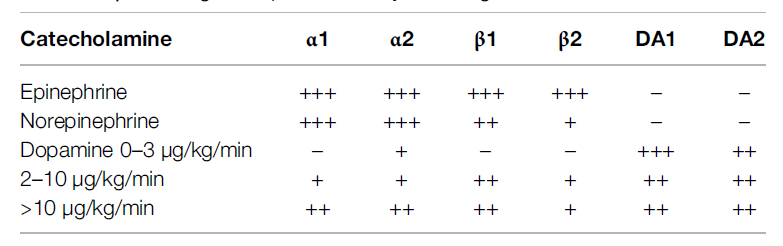 Catecholamine α1 α2 β1 β2 DA1 DA2
Epinephrine +++ +++ +++ +++ – –
Norepinephrine +++ +++ ++ + – –
Dopamine 0–3 µg/kg/min – + – – +++ ++
2–10 µg/kg/min + + ++ + ++ ++
>10 µg/kg/min ++ ++ ++ + ++ ++